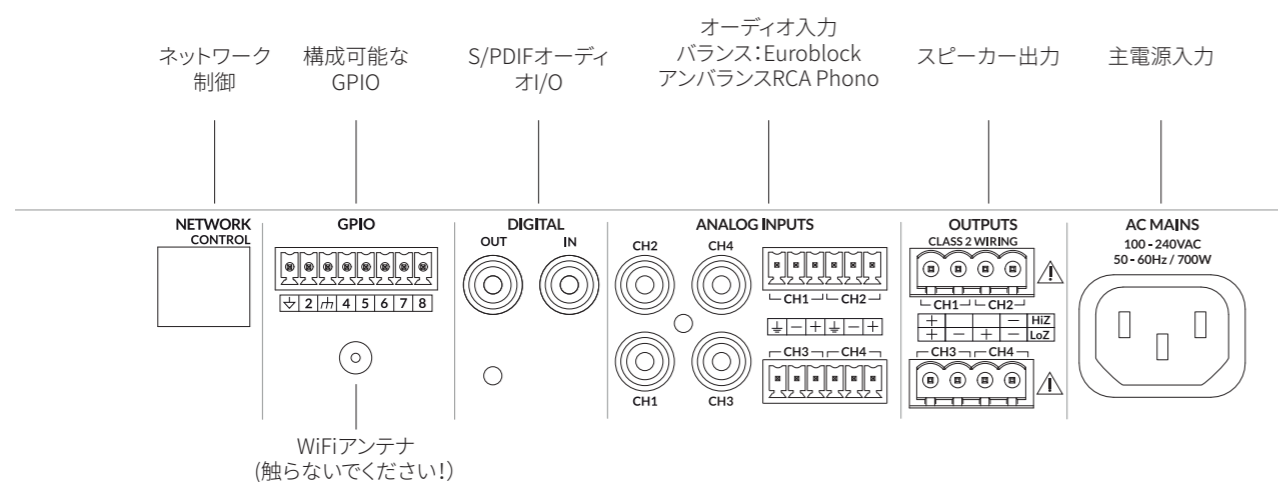 ネットワーク
制御
構成可能な
GPIO
S/PDIFオーディ
オI/O
オーディオ入力
バランス：Euroblock
アンバランスRCA Phono
スピーカー出力
主電源入力
NETWORK
CONTROL
GPIO
2 4 5 6 7 8
WiFiアンテナ
(触らないでください！)
DIGITAL
OUT IN
ANALOG INPUTS
CH2 CH4
CH1 CH3
CH1 CH2
− + − +
CH3 CH4
OUTPUTS
CLASS 2 WIRING
CH1 CH2
+ − HiZ
+ − + − LoZ
CH3 CH4
AC MAINS
100 - 240VAC
50 - 60Hz / 700W